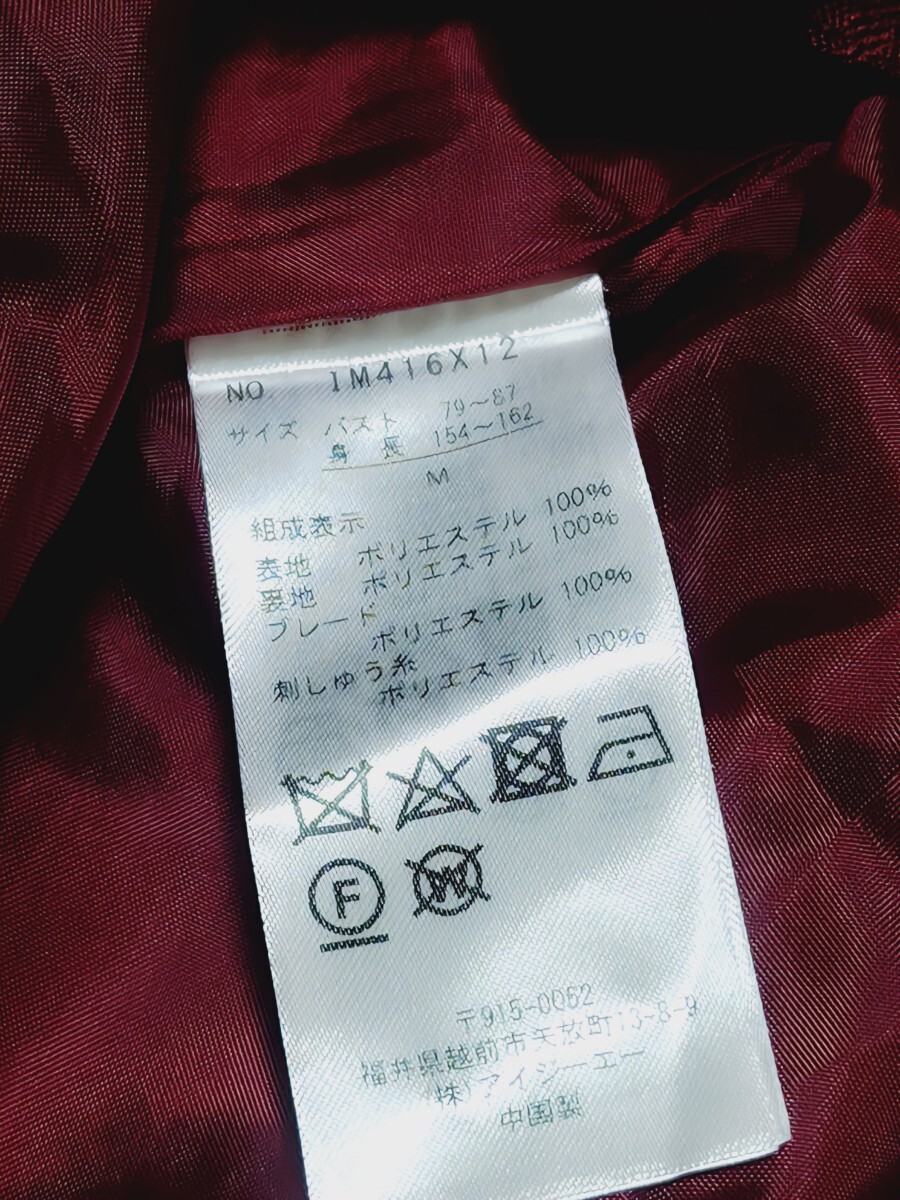 NO. IM416X12
サイズ バスト 79～87
身長 154～162
M
組成表示
表地 ポリエステル 100%
裏地 ポリエステル 100%
ブレード
ポリエステル 100%
刺しゅう糸
ポリエステル 100%
F W
〒915-0052
福井県越前市矢放町13-8-9
(株)アイジーエー
中国製